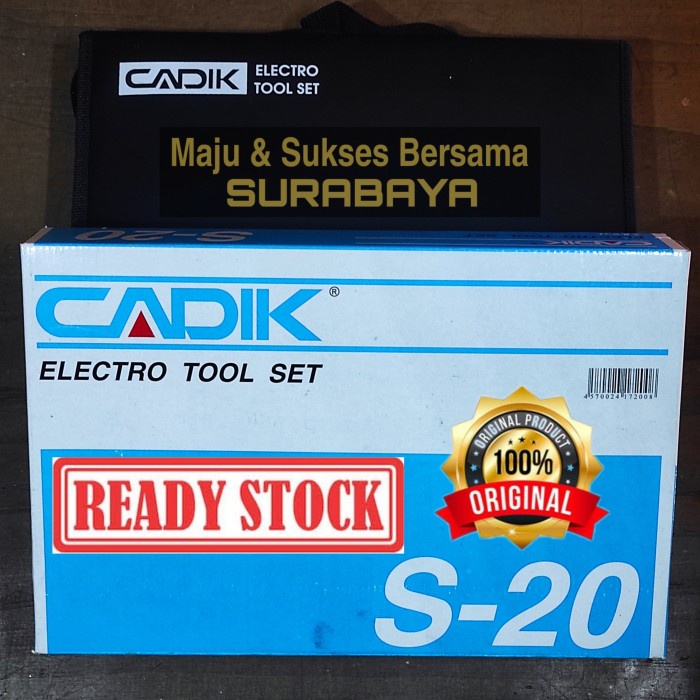 CADIK ELECTRO
TOOL SET
Maju & Sukses Bersama
SURABAYA
S-20
CADIK
CADIK®
ELECTRO TOOL SET
4570024172008
ORIGINAL PRODUCT
100%
ORIGINAL
READY STOCK
S-20